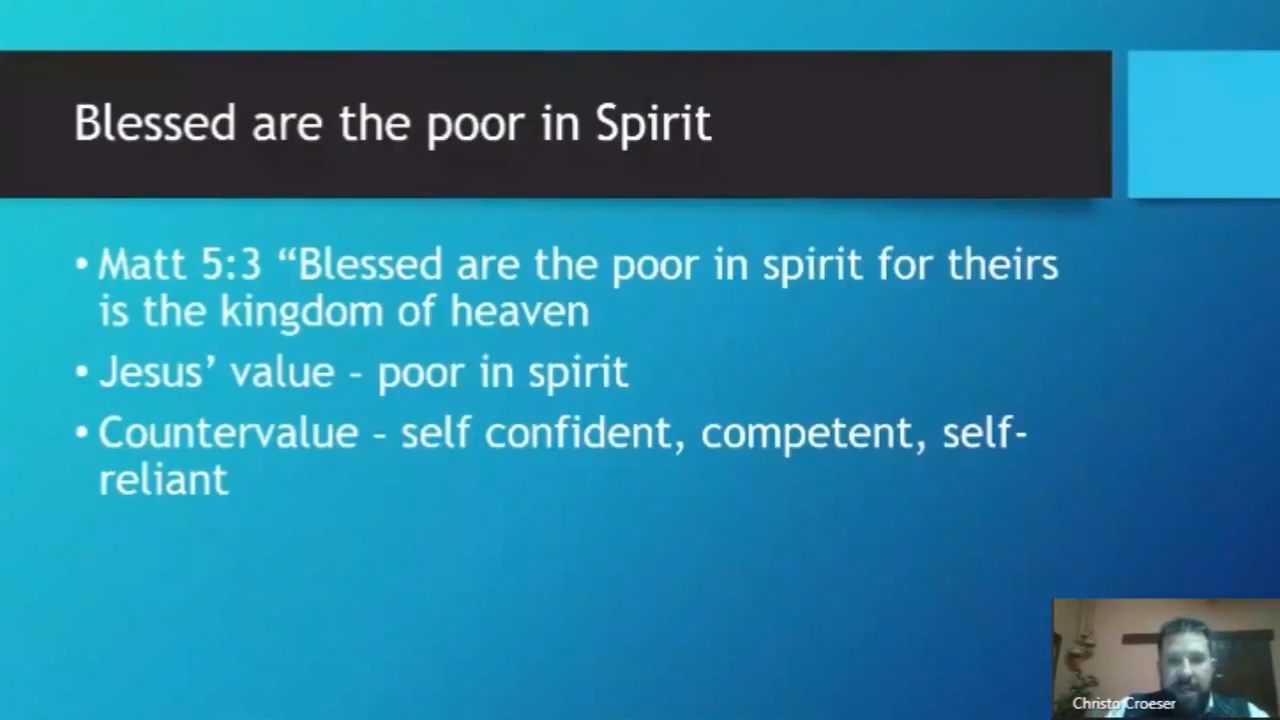 Blessed are the poor in Spirit
• Matt 5:3 “Blessed are the poor in spirit for theirs
is the kingdom of heaven
• Jesus’ value – poor in spirit
• Countervalue – self confident, competent, self-
reliant
Christo Croeser